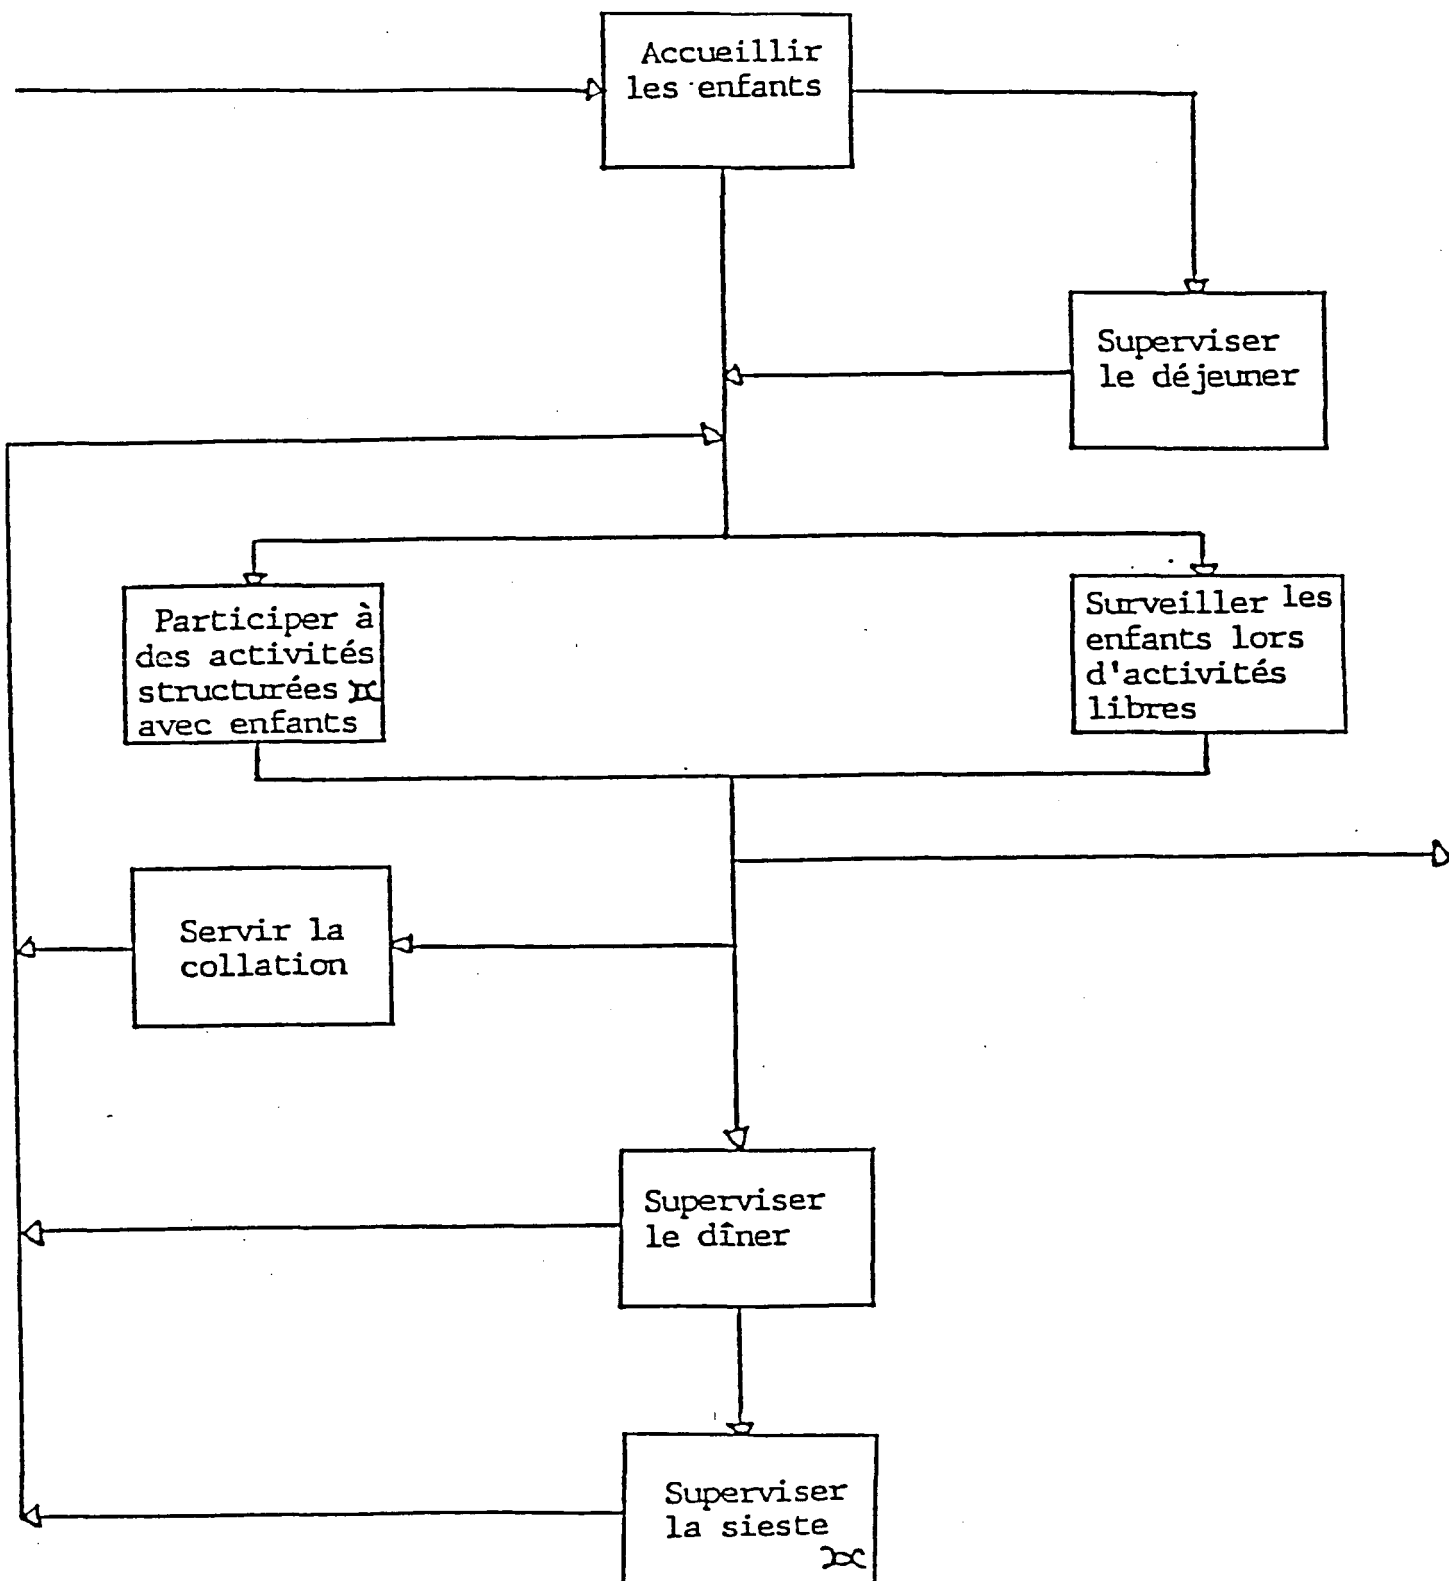 Accueillir
les enfants
Superviser
le déjeuner
Participer à
des activités
structurées
avec enfants
Surveiller les
enfants lors
d'activités
libres
Servir la
collation
Superviser
le dîner
Superviser
la sieste